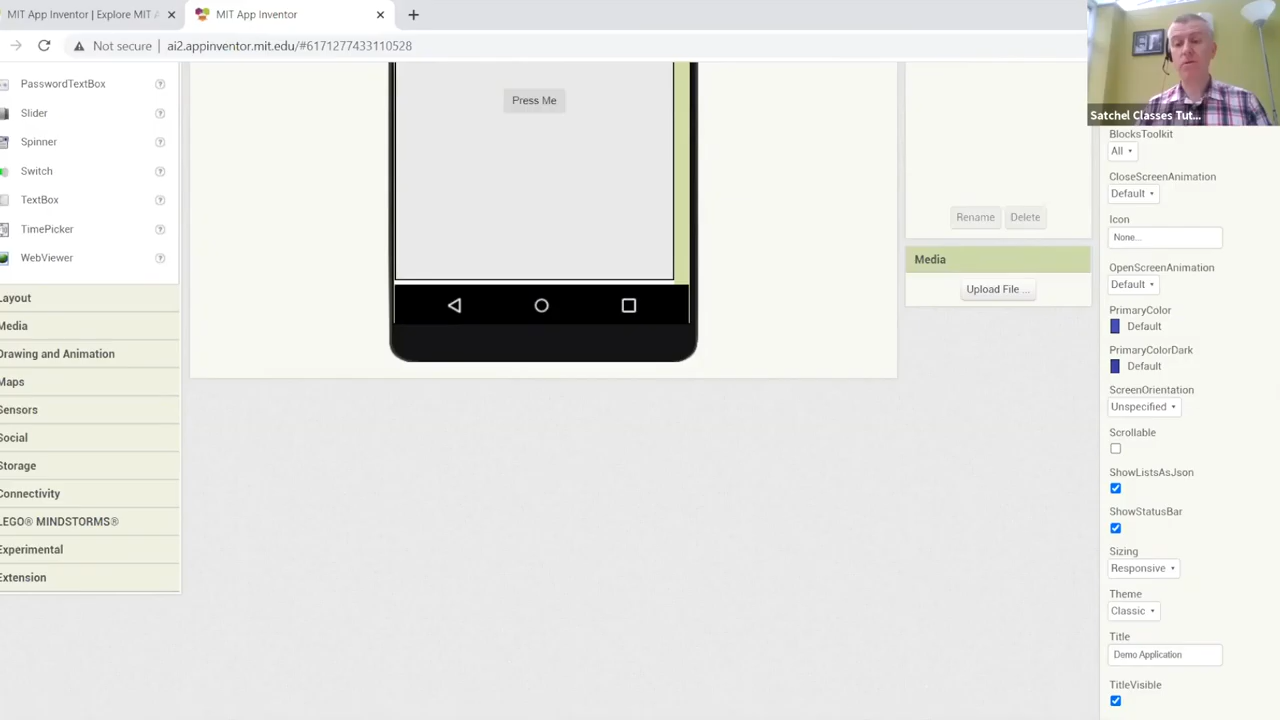 MIT App Inventor | Explore MIT A
MIT App Inventor
Not secure
ai2.appinventor.mit.edu/#6171277433110528
PasswordTextBox
Slider
Spinner
Switch
TextBox
TimePicker
WebViewer
Layout
Media
Drawing and Animation
Maps
Sensors
Social
Storage
Connectivity
LEGO® MINDSTORMS®
Experimental
Extension
Press Me
Rename
Delete
Media
Upload File ...
Satchel Classes Tut...
BlocksToolkit
All
CloseScreenAnimation
Default
Icon
None...
OpenScreenAnimation
Default
PrimaryColor
Default
PrimaryColorDark
Default
ScreenOrientation
Unspecified
Scrollable
ShowListsAsJson
ShowStatusBar
Sizing
Responsive
Theme
Classic
Title
Demo Application
TitleVisible